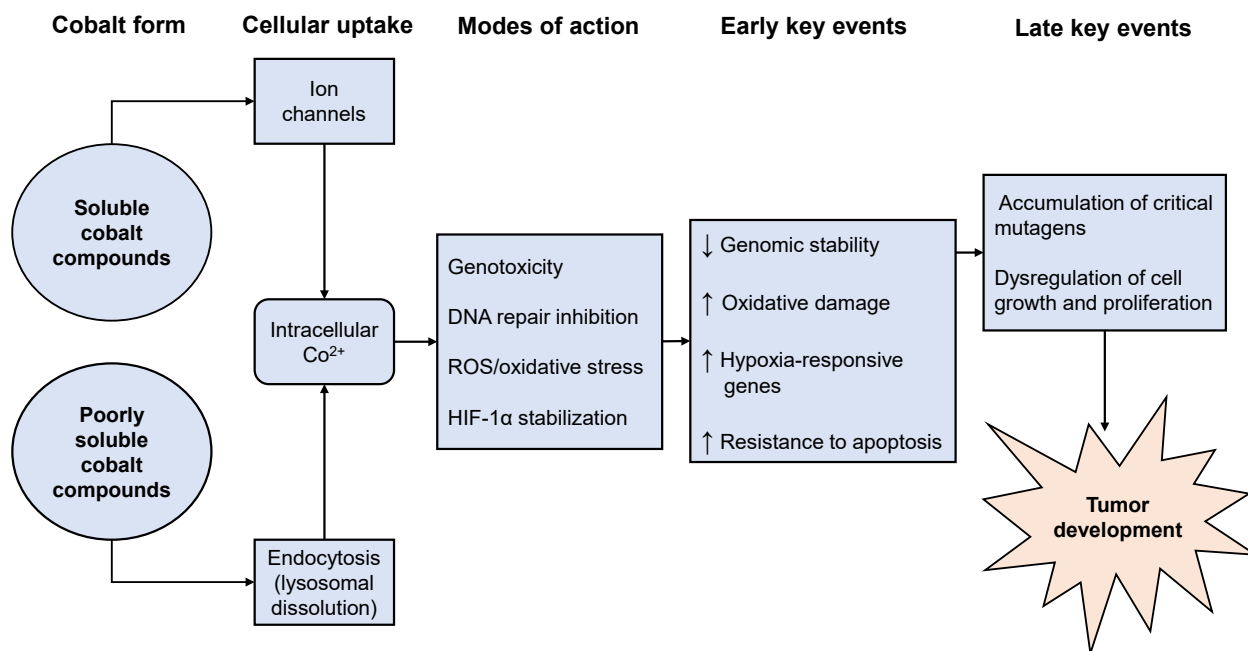 Cobalt form
Cellular uptake
Modes of action
Early key events
Late key events
Ion
channels
Soluble
cobalt
compounds
Intracellular
Co²⁺
Poorly
soluble
cobalt
compounds
Endocytosis
(lysosomal
dissolution)
Genotoxicity
DNA repair inhibition
ROS/oxidative stress
HIF-1α stabilization
↓ Genomic stability
↑ Oxidative damage
↑ Hypoxia-responsive
genes
↑ Resistance to apoptosis
Accumulation of critical
mutagens
Dysregulation of cell
growth and proliferation
Tumor
development